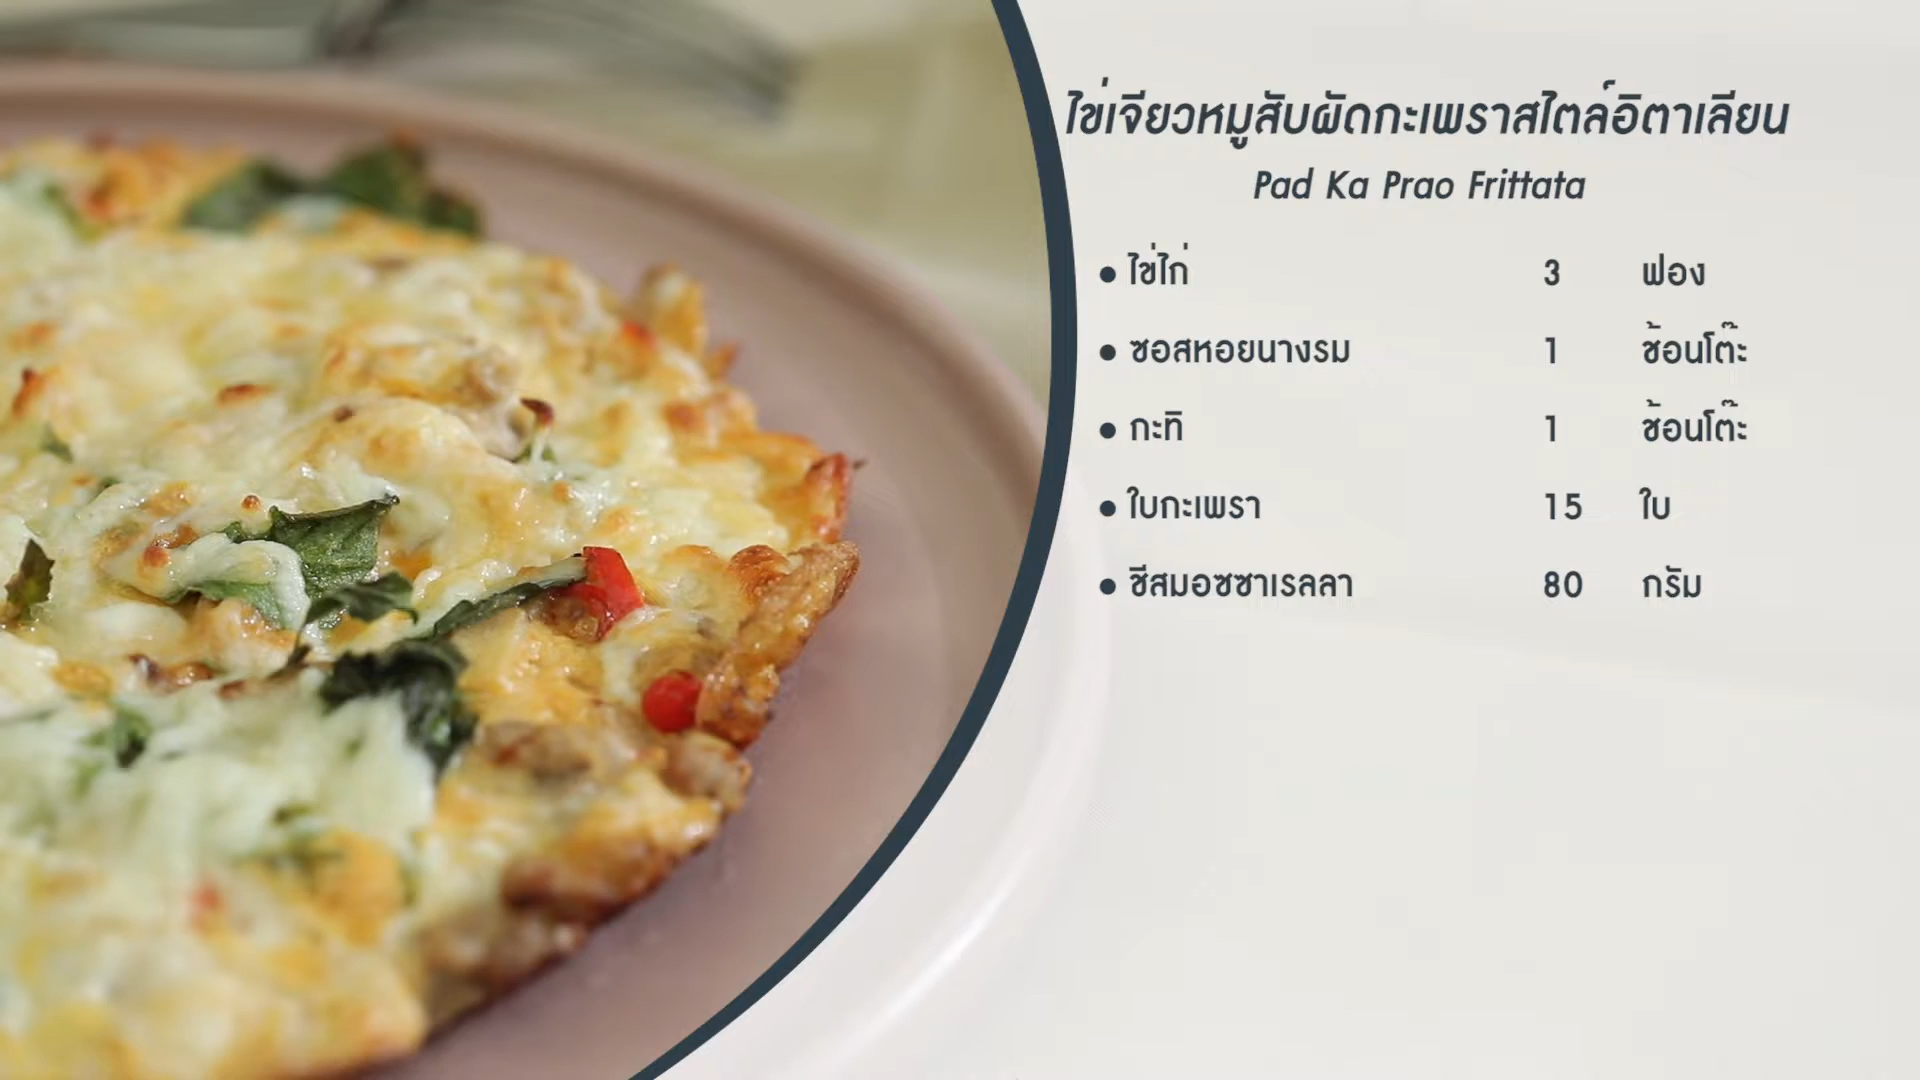 ไข่เจียวหมูสับผัดกะเพราสไตล์อิตาเลียน
Pad Ka Prao Frittata
• ไข่ไก่ 3 ฟอง
• ซอสหอยนางรม 1 ช้อนโต๊ะ
• กะทิ 1 ช้อนโต๊ะ
• ใบกะเพรา 15 ใบ
• ชีสมอซซาเรลลา 80 กรัม